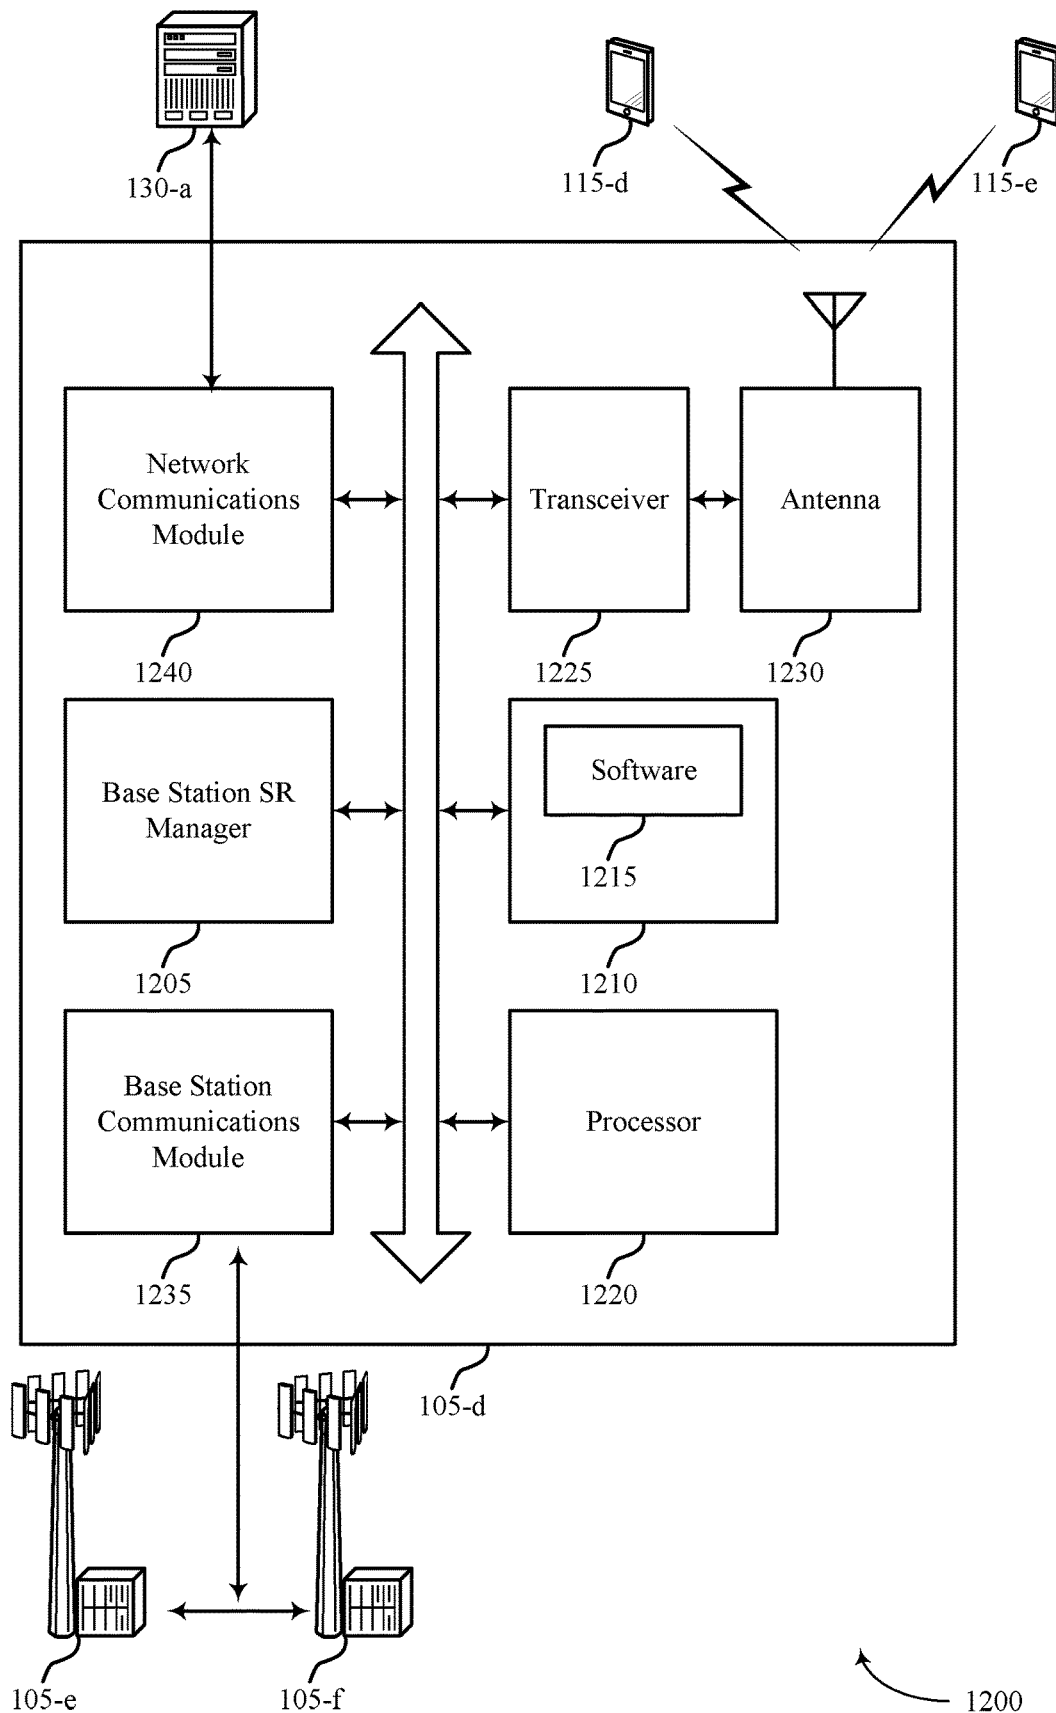 130-a
115-d
115-e
Network
Communications
Module
Transceiver
Antenna
1240
1225
1230
Base Station SR
Manager
Software
1215
1205
1210
Base Station
Communications
Module
Processor
1235
1220
105-d
105-e
105-f
1200